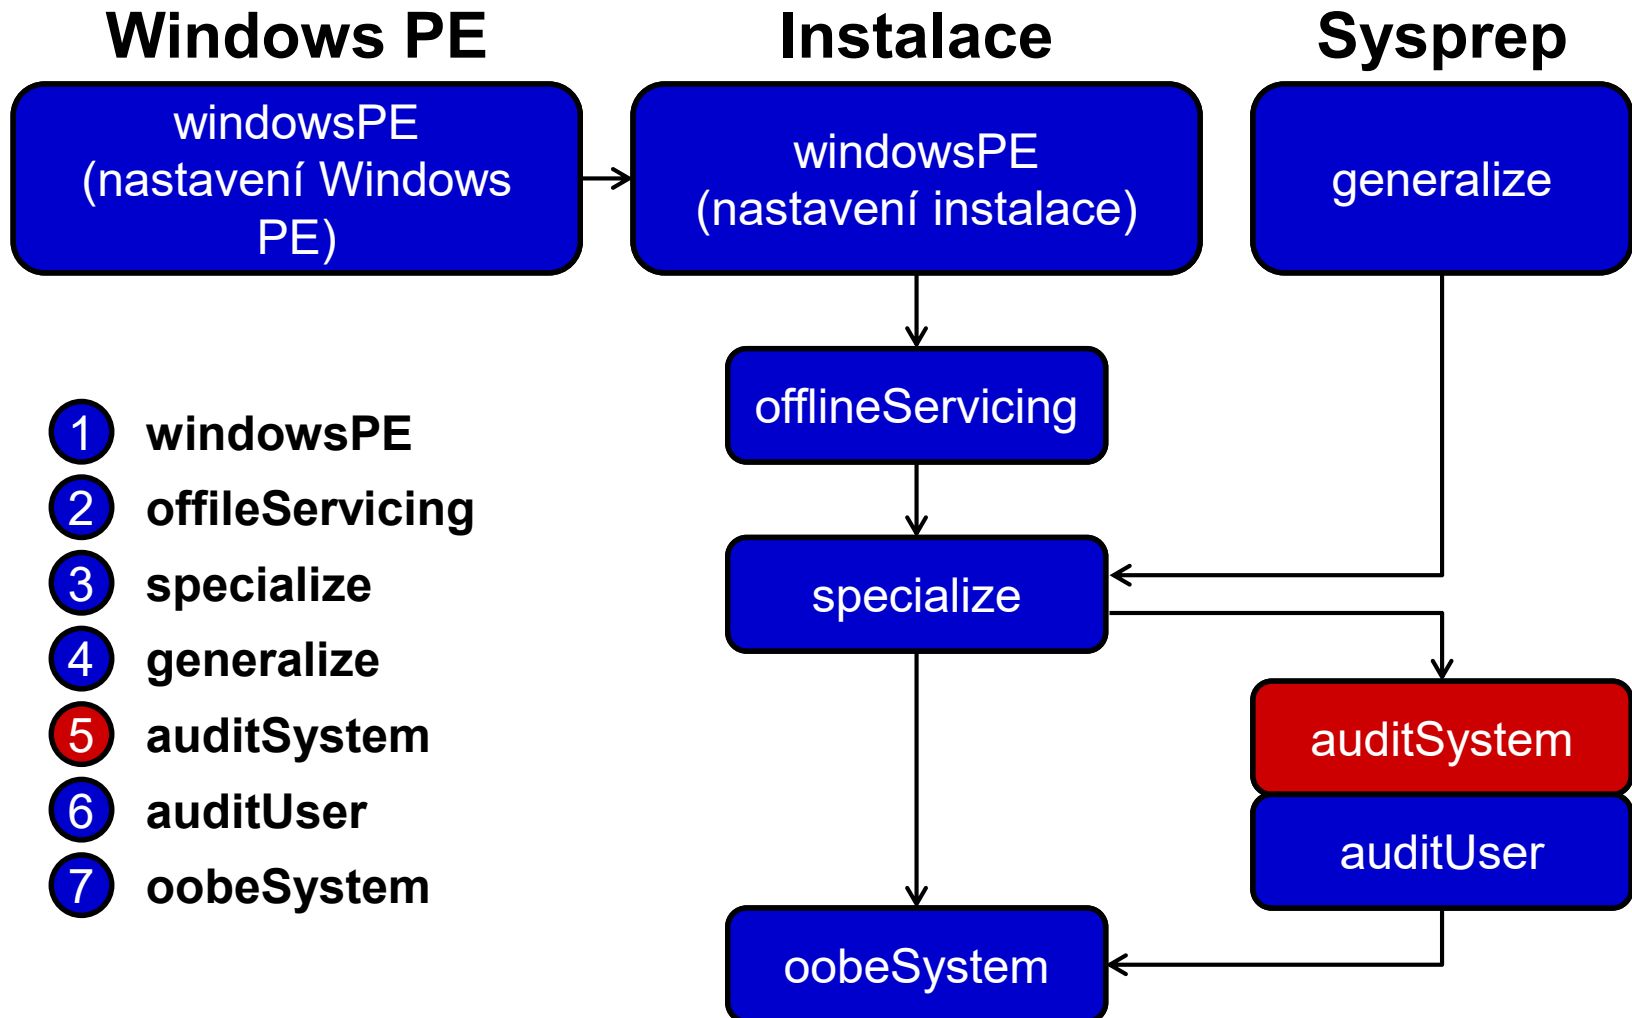 Windows PE
Instalace
Sysprep
windowsPE
(nastavení Windows
PE)
windowsPE
(nastavení instalace)
generalize
offlineServicing
1 windowsPE
2 offileServicing
3 specialize
4 generalize
5 auditSystem
6 auditUser
7 oobeSystem
specialize
auditSystem
auditUser
oobeSystem